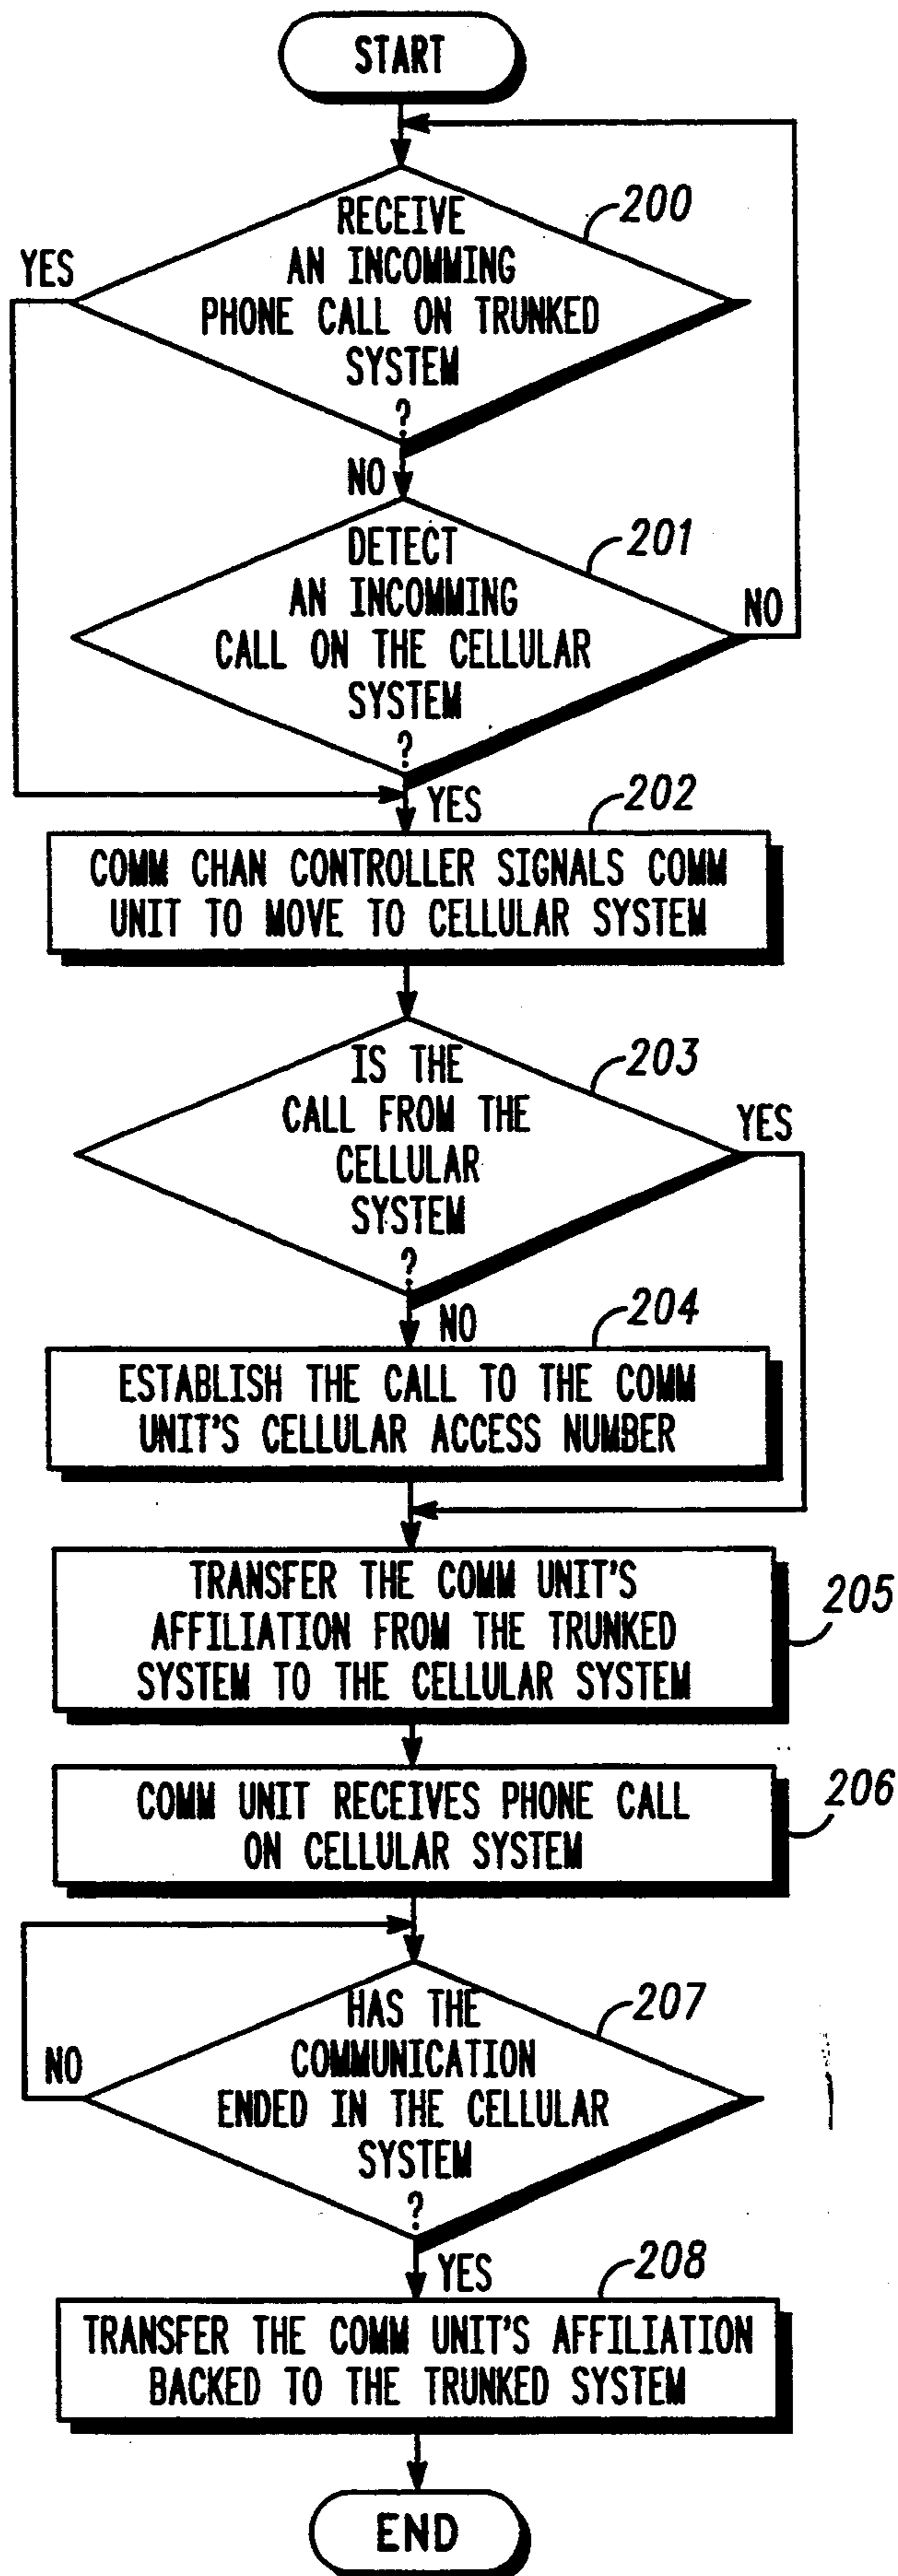 START
RECEIVE
AN INCOMMING
PHONE CALL ON TRUNKED
SYSTEM
?
200
YES
NO
DETECT
AN INCOMMING
CALL ON THE CELLULAR
SYSTEM
?
201
NO
YES
202
COMM CHAN CONTROLLER SIGNALS COMM
UNIT TO MOVE TO CELLULAR SYSTEM
IS THE
CALL FROM THE
CELLULAR
SYSTEM
?
203
YES
NO
204
ESTABLISH THE CALL TO THE COMM
UNIT'S CELLULAR ACCESS NUMBER
TRANSFER THE COMM UNIT'S
AFFILIATION FROM THE TRUNKED
SYSTEM TO THE CELLULAR SYSTEM
205
COMM UNIT RECEIVES PHONE CALL
ON CELLULAR SYSTEM
206
HAS THE
COMMUNICATION
ENDED IN THE CELLULAR
SYSTEM
?
207
NO
YES
208
TRANSFER THE COMM UNIT'S AFFILIATION
BACKED TO THE TRUNKED SYSTEM
END